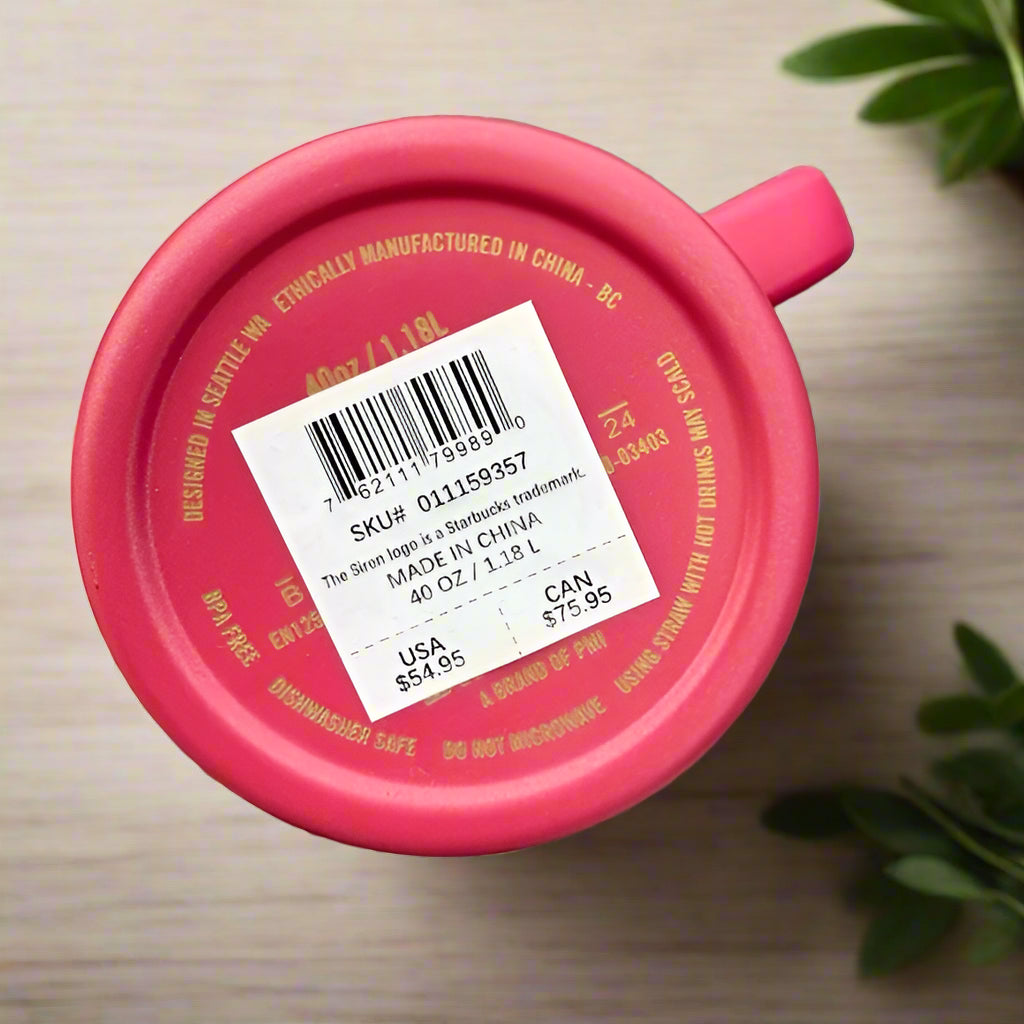 DESIGNED IN SEATTLE WA
ETHICALLY MANUFACTURED IN CHINA - BC
40oz / 1.18L
7 62111 79989 0
SKU# 011159357
The Siren logo is a Starbucks trademark.
MADE IN CHINA
40 OZ / 1.18 L
USA
$54.95
CAN
$75.95
24
-03403
B
EN125
A BRAND OF PMI
BPA FREE
DISHWASHER SAFE
DO NOT MICROWAVE
USING STRAW WITH HOT DRINKS MAY SCALD